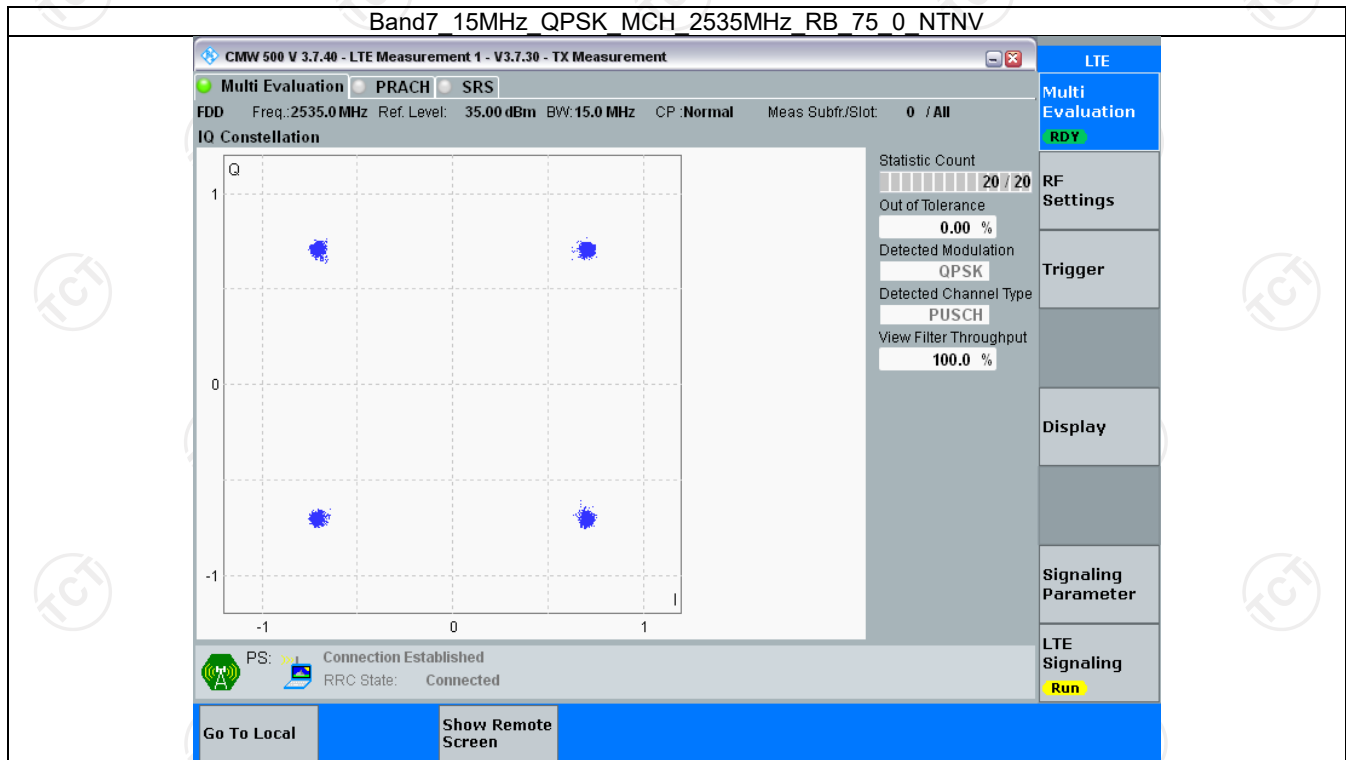 Band7_15MHz_QPSK_MCH_2535MHz_RB_75_0_NTNV
CMW 500 V 3.7.40 - LTE Measurement 1 - V3.7.30 - TX Measurement
LTE
Multi Evaluation PRACH SRS
Multi
Evaluation
RDY
FDD Freq.:2535.0 MHz Ref. Level: 35.00 dBm BW:15.0 MHz CP :Normal Meas Subfr./Slot: 0 / All
IQ Constellation
Q
1
0
-1
-1 0 1
I
Statistic Count
20 / 20
Out of Tolerance
0.00 %
Detected Modulation
QPSK
Detected Channel Type
PUSCH
View Filter Throughput
100.0 %
RF
Settings
Trigger
Display
Signaling
Parameter
LTE
Signaling
Run
PS: Connection Established
RRC State: Connected
Go To Local
Show Remote
Screen
TCT
TCT
TCT
TCT